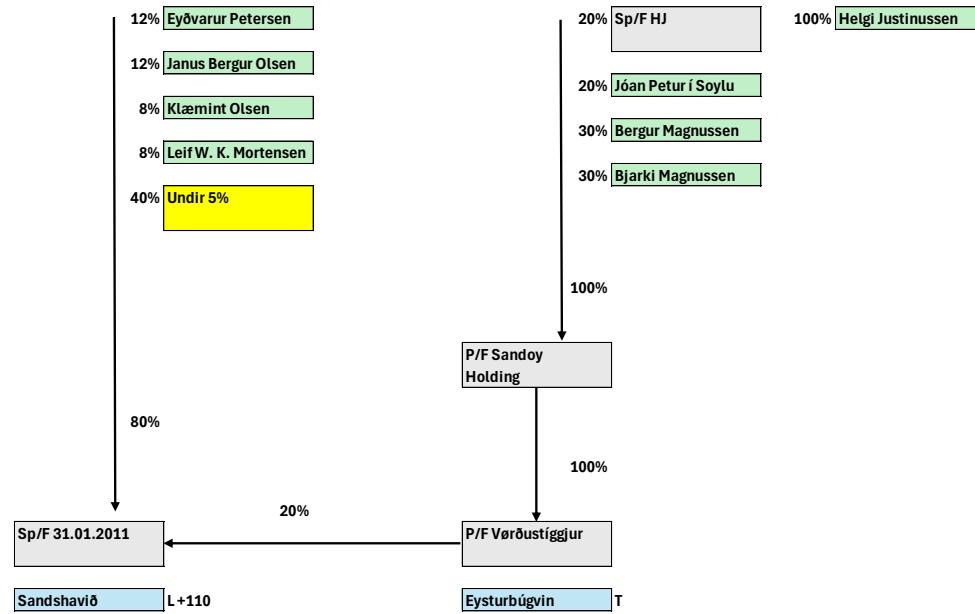 12% Eyðvarur Petersen
20% Sp/F HJ
100% Helgi Justinussen
12% Janus Bergur Olsen
20% Jóan Petur í Soylu
8% Klæmint Olsen
30% Bergur Magnussen
8% Leif W. K. Mortensen
30% Bjarki Magnussen
40% Undir 5%
100%
P/F Sandoy
Holding
80%
100%
20%
Sp/F 31.01.2011
P/F Vørðustíggjur
Sandshavið L +110
Eysturbúgvin T